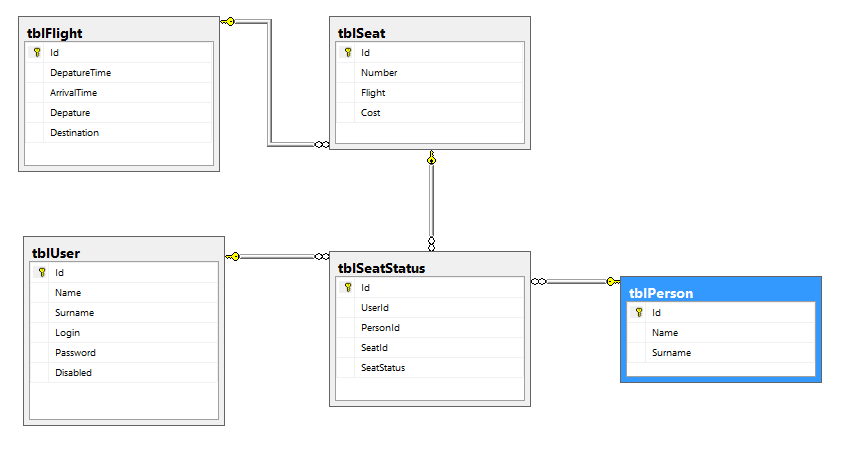 tblFlight
Id
DepatureTime
ArrivalTime
Depature
Destination
tblSeat
Id
Number
Flight
Cost
tblUser
Id
Name
Surname
Login
Password
Disabled
tblSeatStatus
Id
UserId
PersonId
SeatId
SeatStatus
tblPerson
Id
Name
Surname